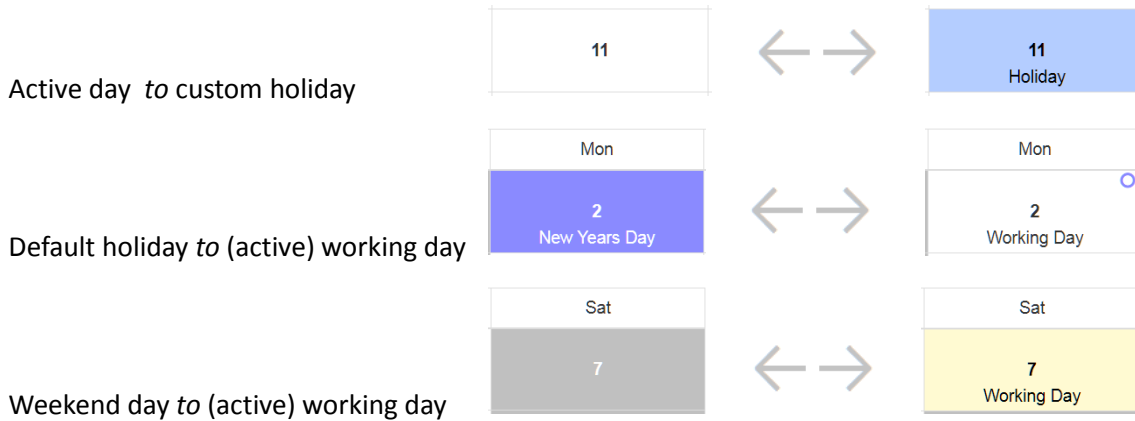 11
11
Holiday
Active day to custom holiday
Mon
Mon
2
2
New Years Day
Working Day
Default holiday to (active) working day
Sat
Sat
7
7
Working Day
Weekend day to (active) working day